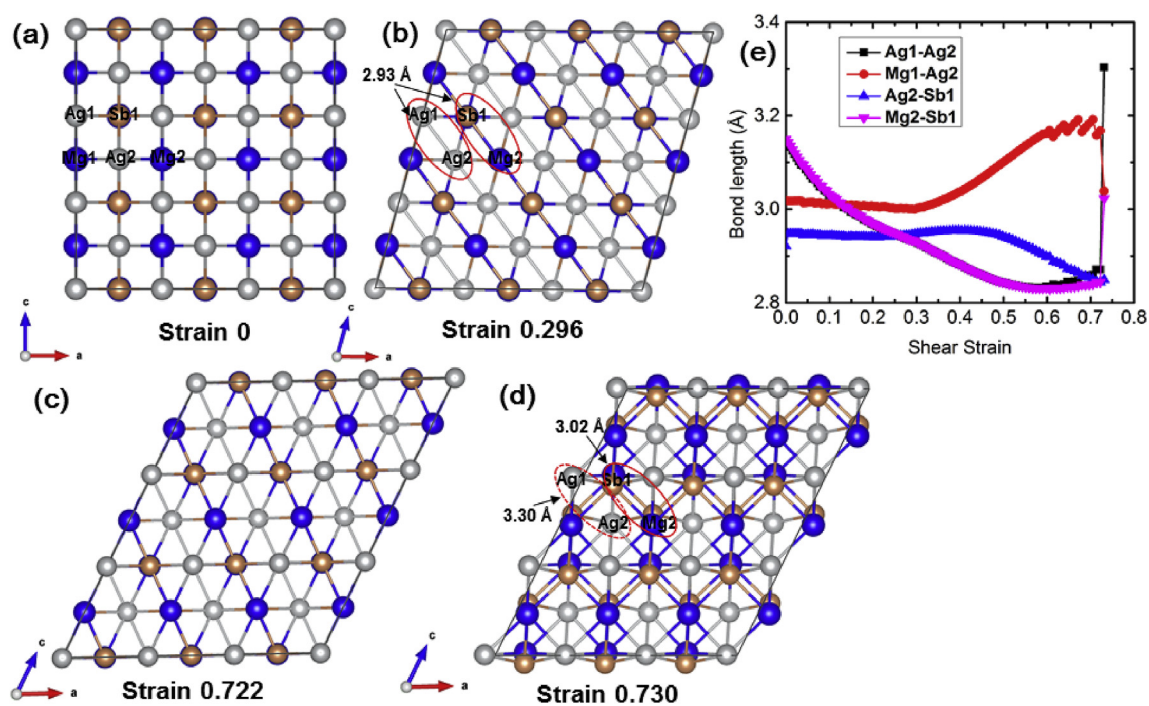 (a)
Ag1 Sb1
Mg1 Ag2 Mg2
c
a
Strain 0
(b)
2.93 Å
Ag1 Sb1
Ag2 Mg2
c
a
Strain 0.296
(e)
3.4
3.2
3.0
2.8
Bond length (Å)
Ag1-Ag2
Mg1-Ag2
Ag2-Sb1
Mg2-Sb1
0.0 0.1 0.2 0.3 0.4 0.5 0.6 0.7 0.8
Shear Strain
(c)
c
a
Strain 0.722
(d)
3.02 Å
Ag1 Sb1
3.30 Å
Ag2 Mg2
c
a
Strain 0.730